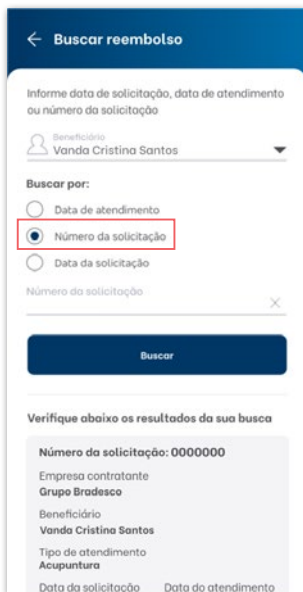 Buscar reembolso
Informe data de solicitação, data de atendimento
ou número da solicitação
Beneficiário
Vanda Cristina Santos
Buscar por:
Data de atendimento
Número da solicitação
Data da solicitação
Número da solicitação
Buscar
Verifique abaixo os resultados da sua busca
Número da solicitação: 0000000
Empresa contratante
Grupo Bradesco
Beneficiário
Vanda Cristina Santos
Tipo de atendimento
Acupuntura
Data da solicitação Data do atendimento